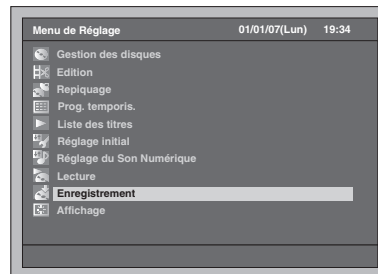 Menu de Réglage 01/01/07(Lun) 19:34
Gestion des disques
Edition
Repiquage
Prog. temporis.
Liste des titres
Réglage initial
Réglage du Son Numérique
Lecture
Enregistrement
Affichage